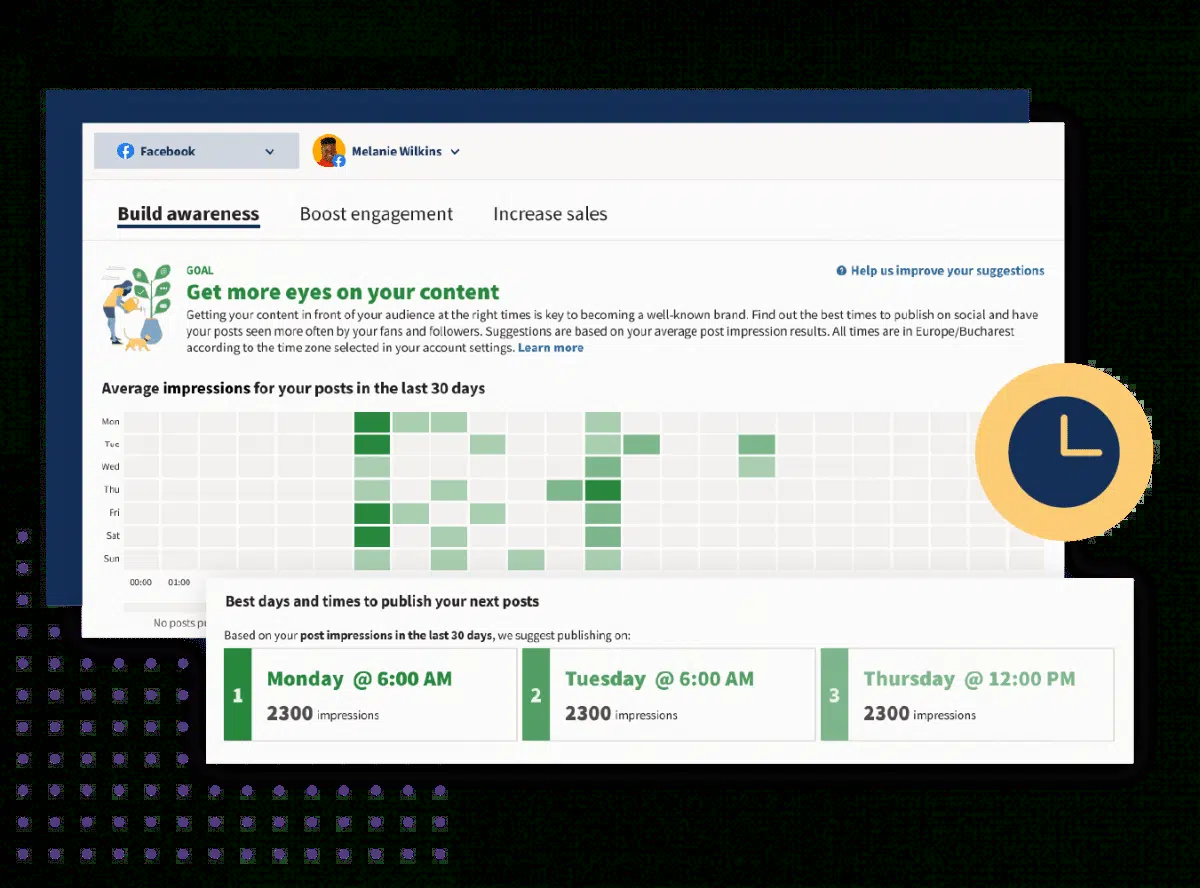 Facebook
Melanie Wilkins
Build awareness
Boost engagement
Increase sales
GOAL
Help us improve your suggestions
Get more eyes on your content
Getting your content in front of your audience at the right times is key to becoming a well-known brand. Find out the best times to publish on social and have
your posts seen more often by your fans and followers. Suggestions are based on your average post impression results. All times are in Europe/Bucharest
according to the time zone selected in your account settings. Learn more
Average impressions for your posts in the last 30 days
Mon
Tue
Wed
Thu
Fri
Sat
Sun
00:00 01:00
No posts
Best days and times to publish your next posts
Based on your post impressions in the last 30 days, we suggest publishing on:
1
Monday @ 6:00 AM
2300 impressions
2
Tuesday @ 6:00 AM
2300 impressions
3
Thursday @ 12:00 PM
2300 impressions